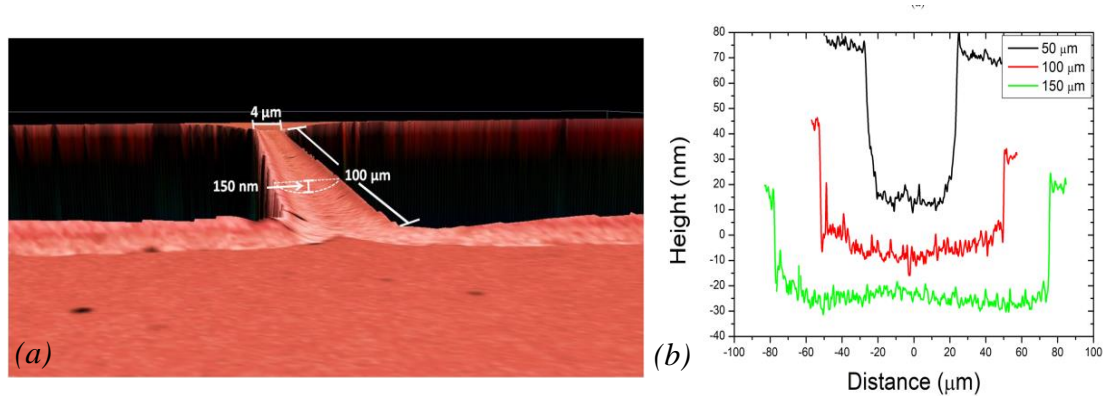 4 μm
100 μm
150 nm
(a)
80
70
60
50
40
30
20
10
0
-10
-20
-30
-40
Height (nm)
50 μm
100 μm
150 μm
-100 -80 -60 -40 -20 0 20 40 60 80 100
Distance (μm)
(b)